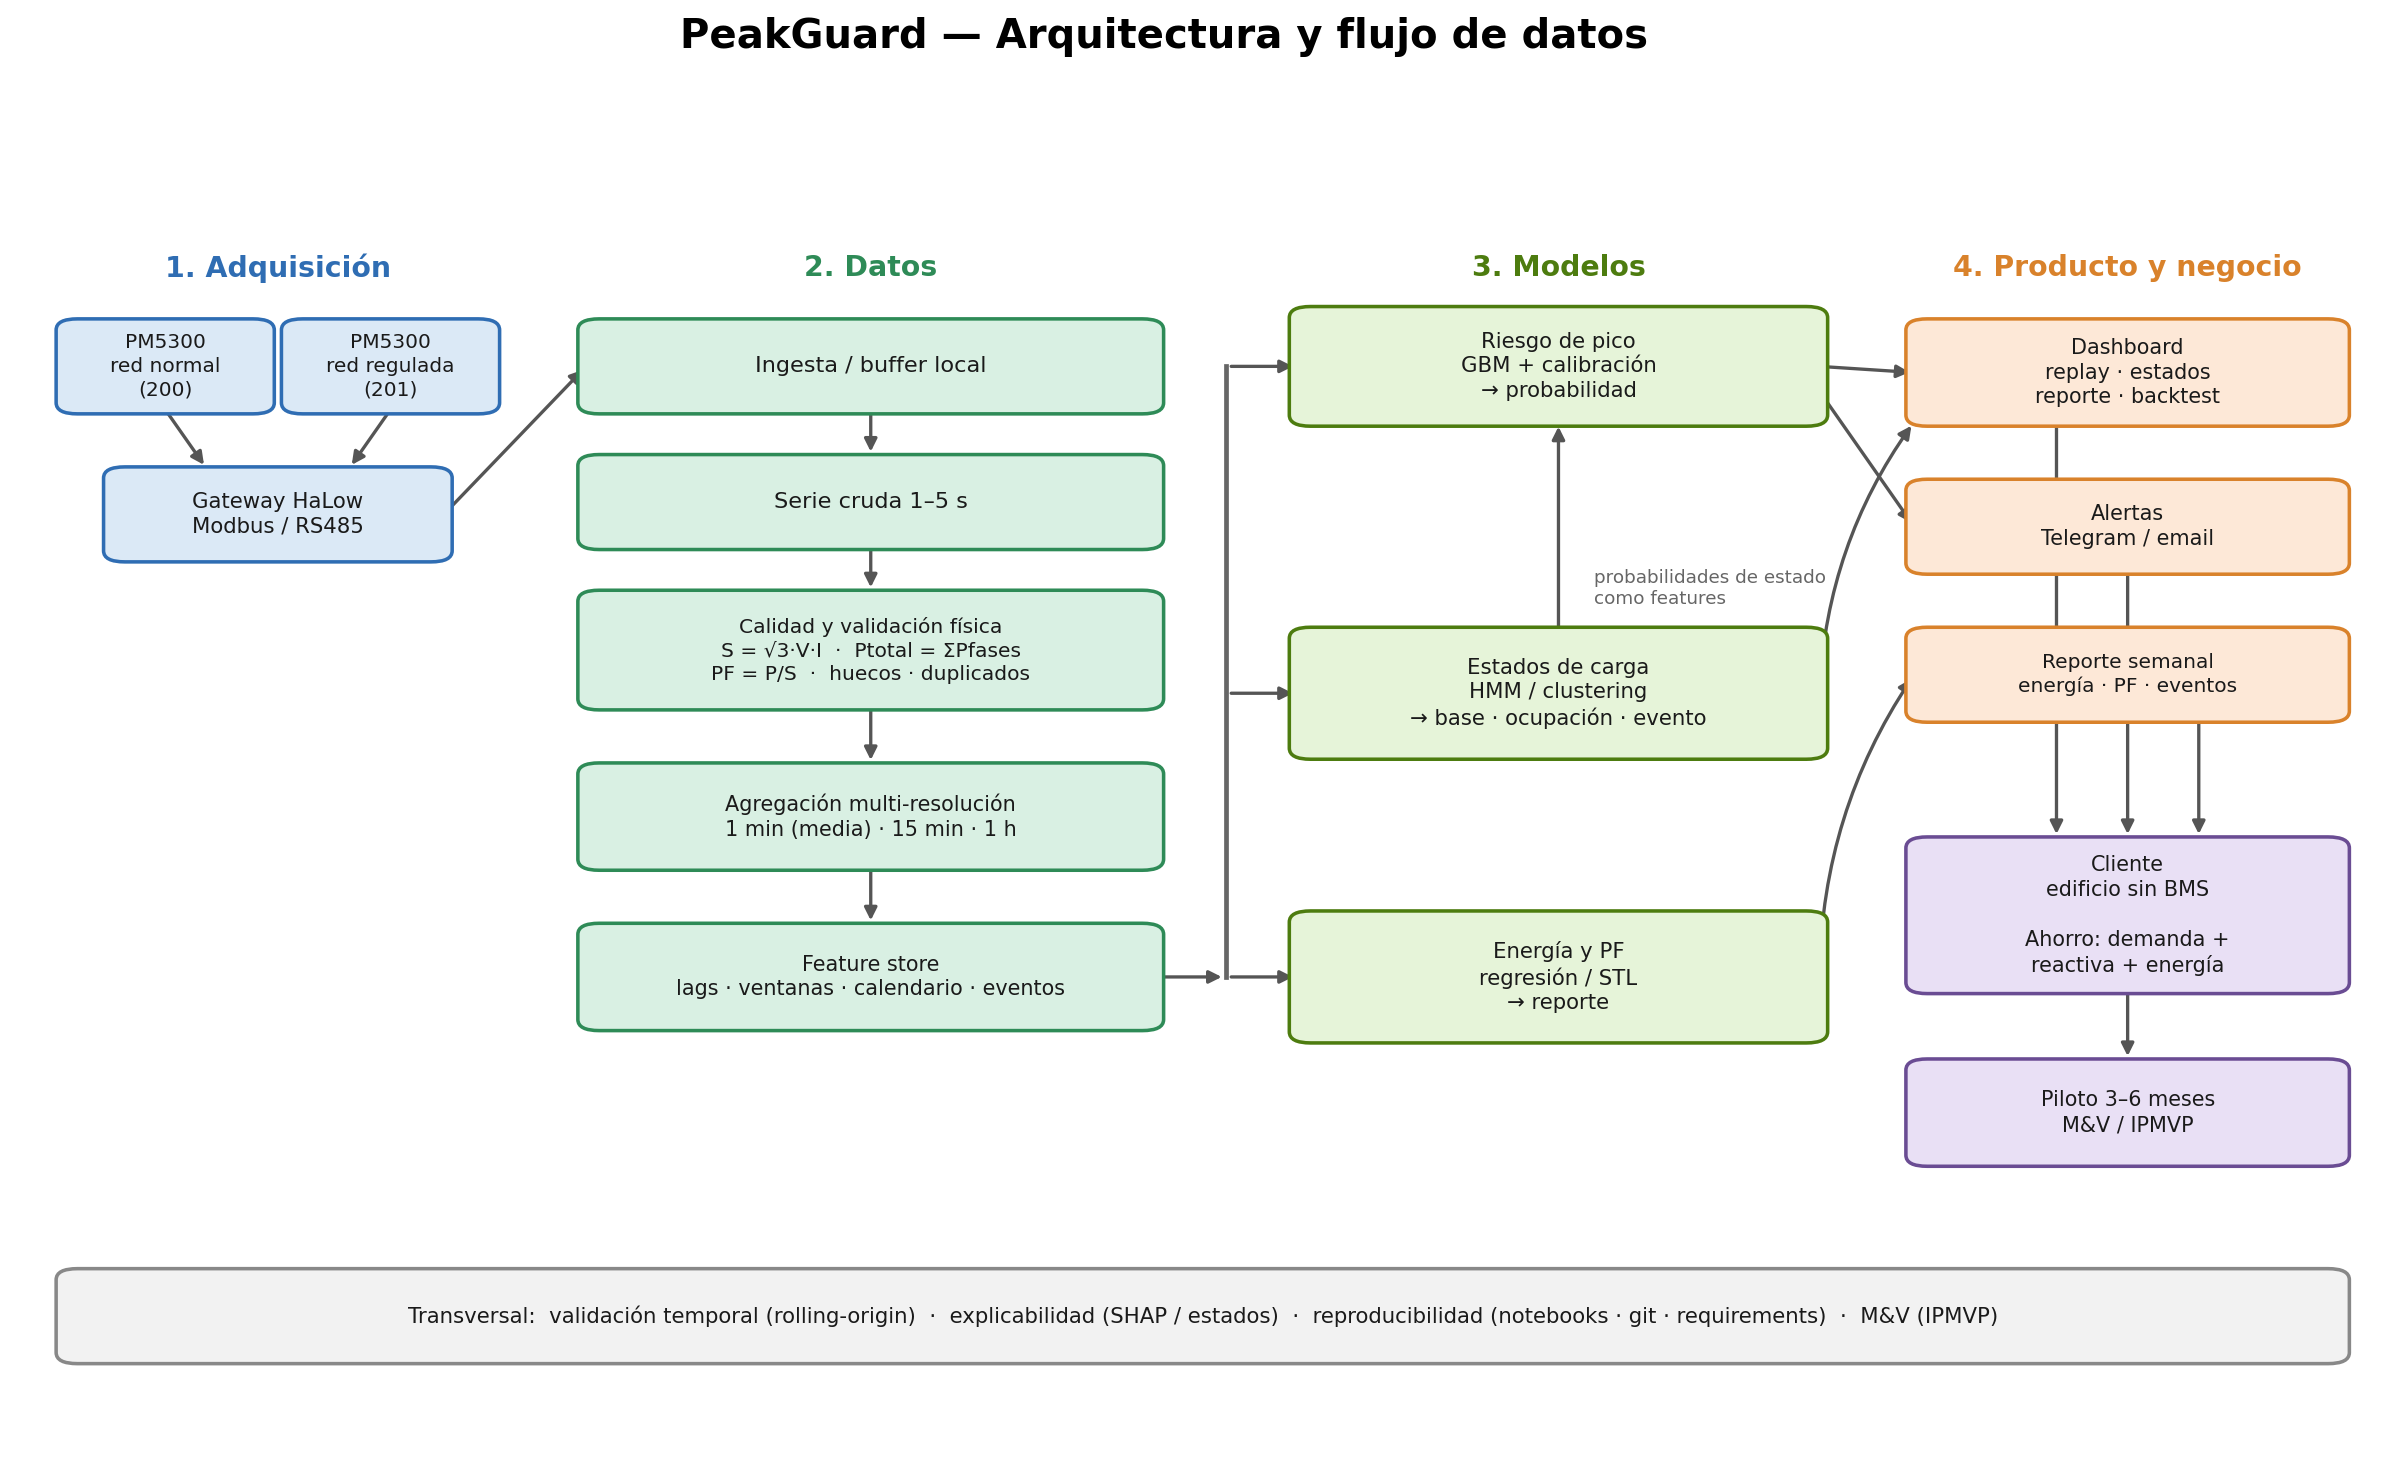 PeakGuard — Arquitectura y flujo de datos
1. Adquisición
PM5300
red normal
(200)
PM5300
red regulada
(201)
Gateway HaLow
Modbus / RS485
2. Datos
Ingesta / buffer local
Serie cruda 1–5 s
Calidad y validación física
S = √3·V·I  ·  Ptotal = ΣPfases
PF = P/S  ·  huecos · duplicados
Agregación multi-resolución
1 min (media) · 15 min · 1 h
Feature store
lags · ventanas · calendario · eventos
3. Modelos
Riesgo de pico
GBM + calibración
→ probabilidad
probabilidades de estado
como features
Estados de carga
HMM / clustering
→ base · ocupación · evento
Energía y PF
regresión / STL
→ reporte
4. Producto y negocio
Dashboard
replay · estados
reporte · backtest
Alertas
Telegram / email
Reporte semanal
energía · PF · eventos
Cliente
edificio sin BMS
Ahorro: demanda +
reactiva + energía
Piloto 3–6 meses
M&V / IPMVP
Transversal:  validación temporal (rolling-origin)  ·  explicabilidad (SHAP / estados)  ·  reproducibilidad (notebooks · git · requirements)  ·  M&V (IPMVP)